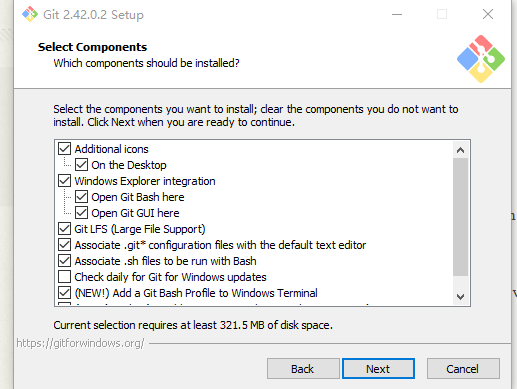 Git 2.42.0.2 Setup
Select Components
Which components should be installed?
Select the components you want to install; clear the components you do not want to
install. Click Next when you are ready to continue.
Additional icons
On the Desktop
Windows Explorer integration
Open Git Bash here
Open Git GUI here
Git LFS (Large File Support)
Associate .git* configuration files with the default text editor
Associate .sh files to be run with Bash
Check daily for Git for Windows updates
(NEW!) Add a Git Bash Profile to Windows Terminal
Current selection requires at least 321.5 MB of disk space.
https://gitforwindows.org/
Back
Next
Cancel